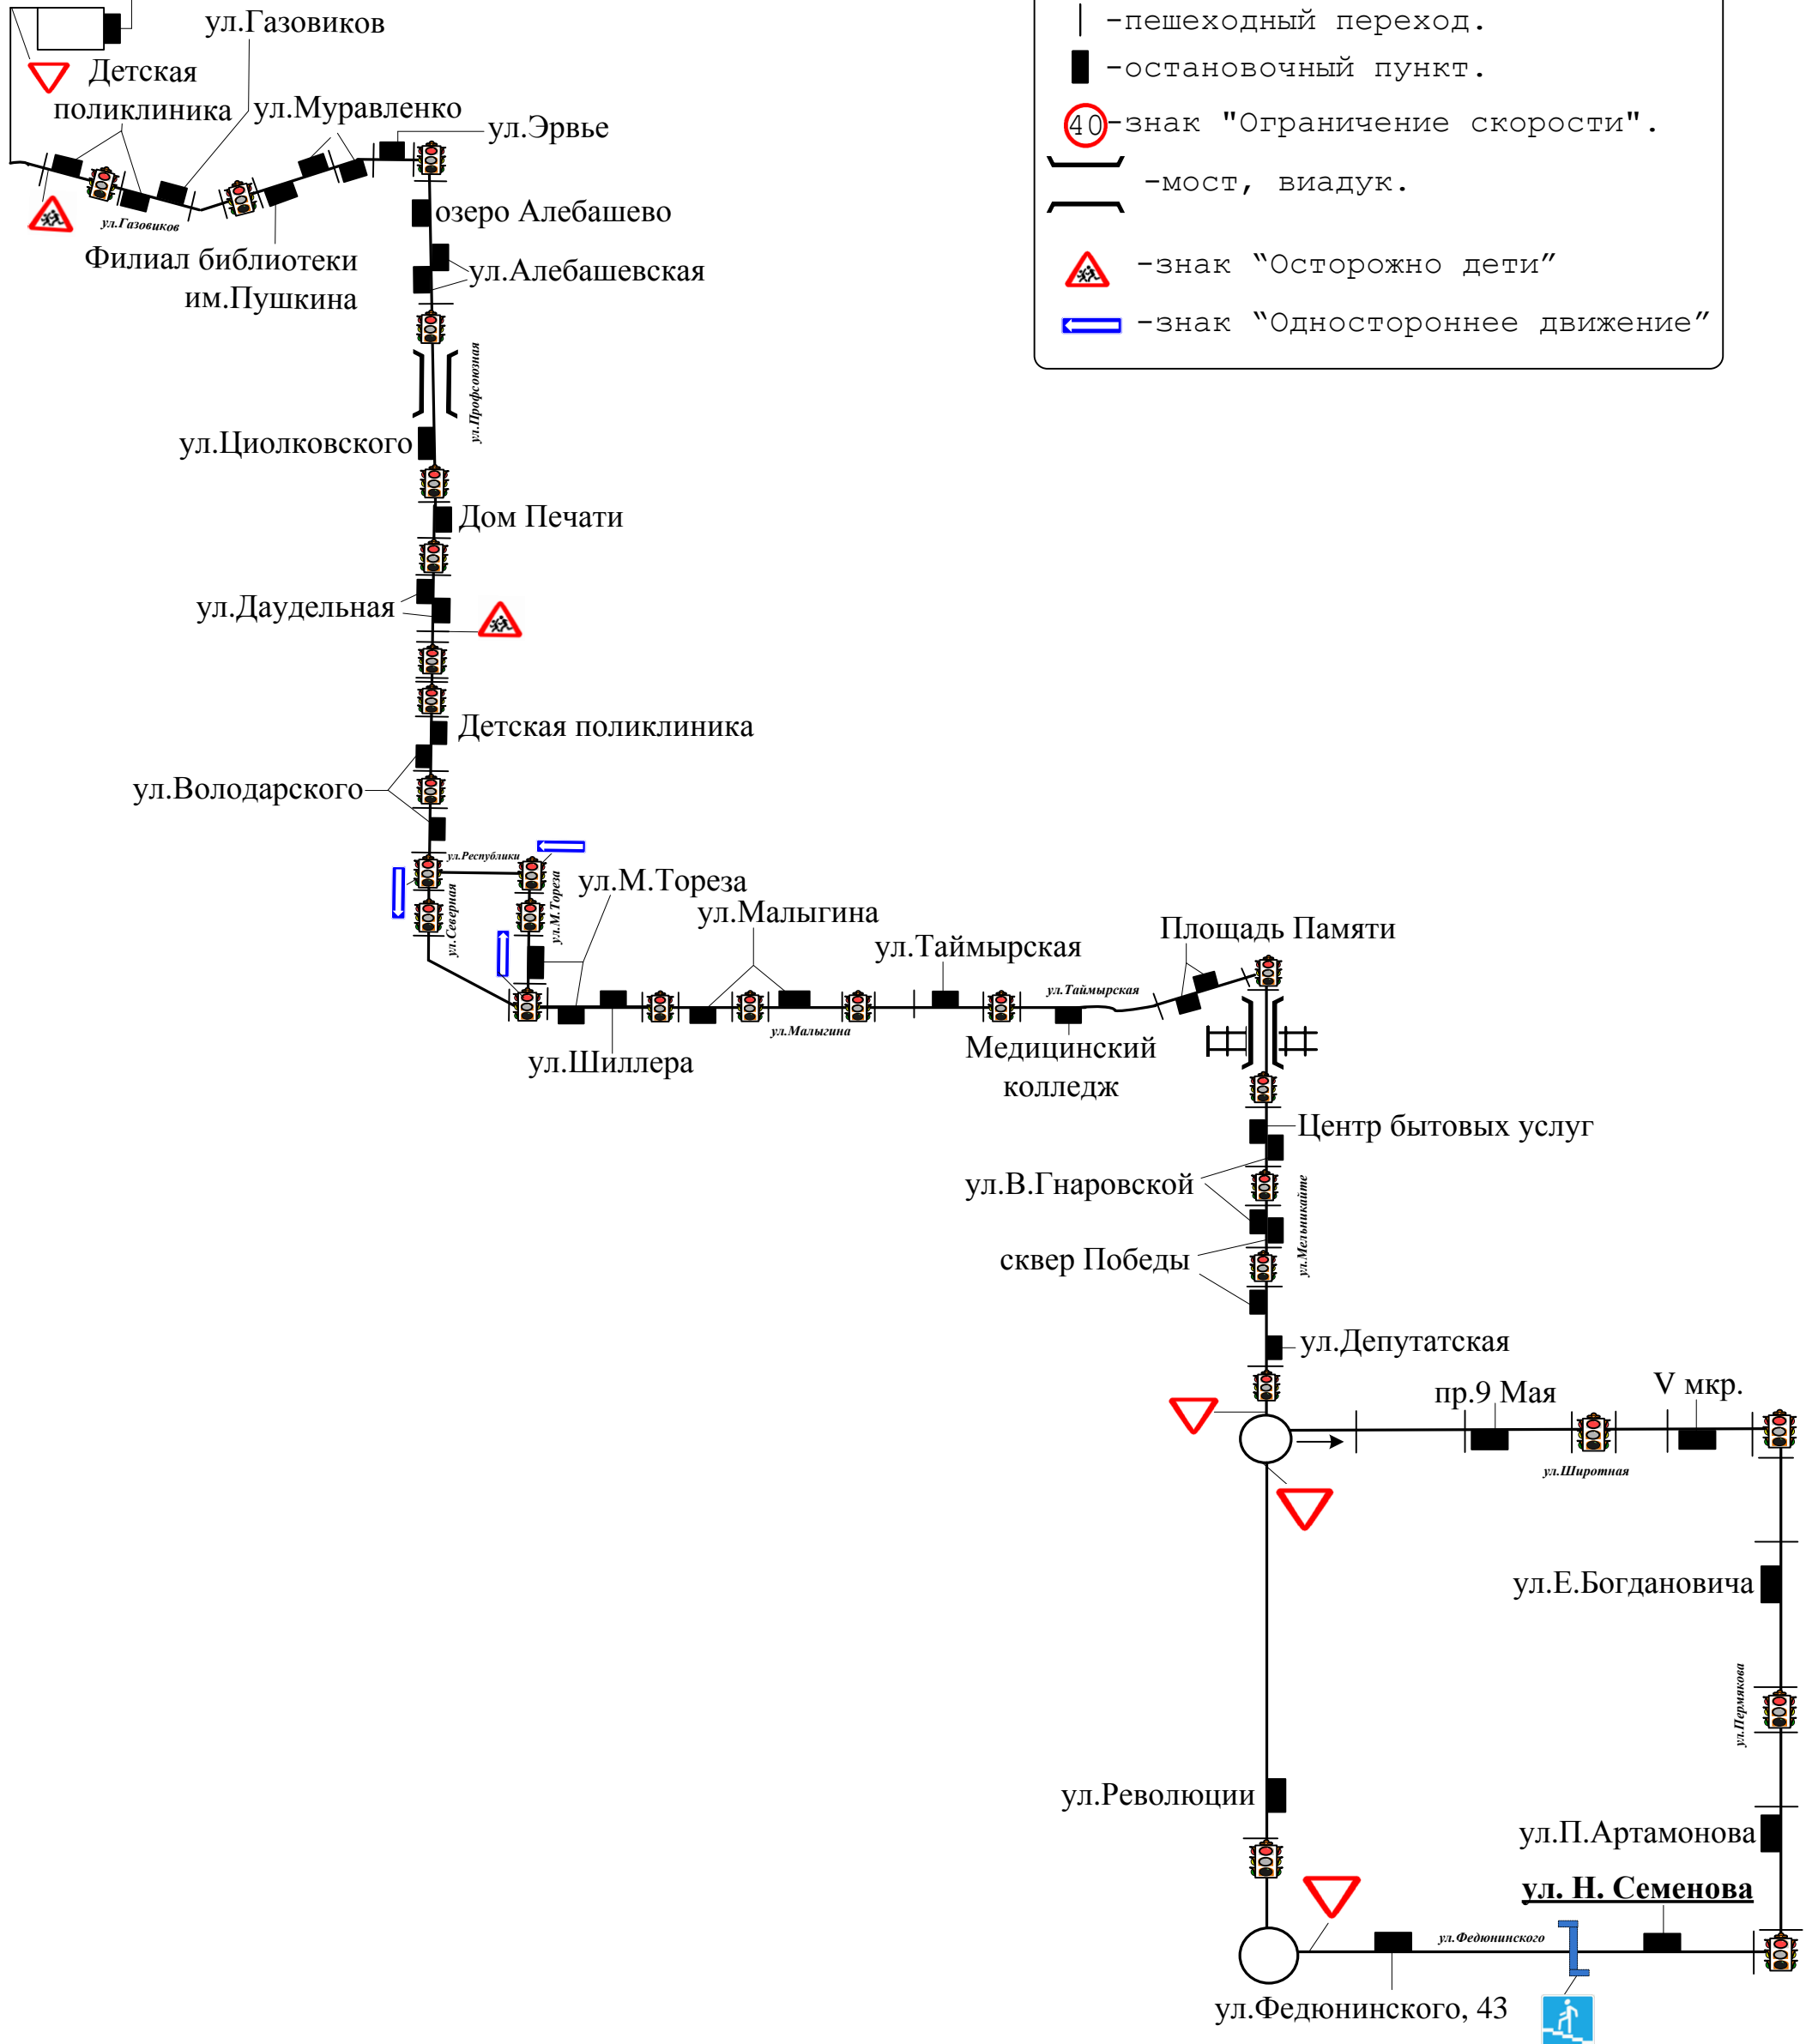 -пешеходный переход.
-остановочный пункт.
40
-знак "Ограничение скорости".
-мост, виадук.
-знак “Осторожно дети”
-знак “Одностороннее движение”
ул.Газовиков
Детская
поликлиника
ул.Муравленко
ул.Эрвье
ул.Газовиков
озеро Алебашево
Филиал библиотеки
им.Пушкина
ул.Алебашевская
ул.Профсоюзная
ул.Циолковского
Дом Печати
ул.Даудельная
Детская поликлиника
ул.Володарского
ул.Республики
ул.Северная
ул.М.Тореза
ул.М.Тореза
ул.Малыгина
ул.Таймырская
Площадь Памяти
ул.Таймырская
ул.Малыгина
ул.Шиллера
Медицинский
колледж
Центр бытовых услуг
ул.В.Гнаровской
ул.Мельникайте
сквер Победы
ул.Депутатская
пр.9 Мая
V мкр.
ул.Широтная
ул.Е.Богдановича
ул.Пермякова
ул.Революции
ул.П.Артамонова
ул. Н. Семенова
ул.Федюнинского
ул.Федюнинского, 43